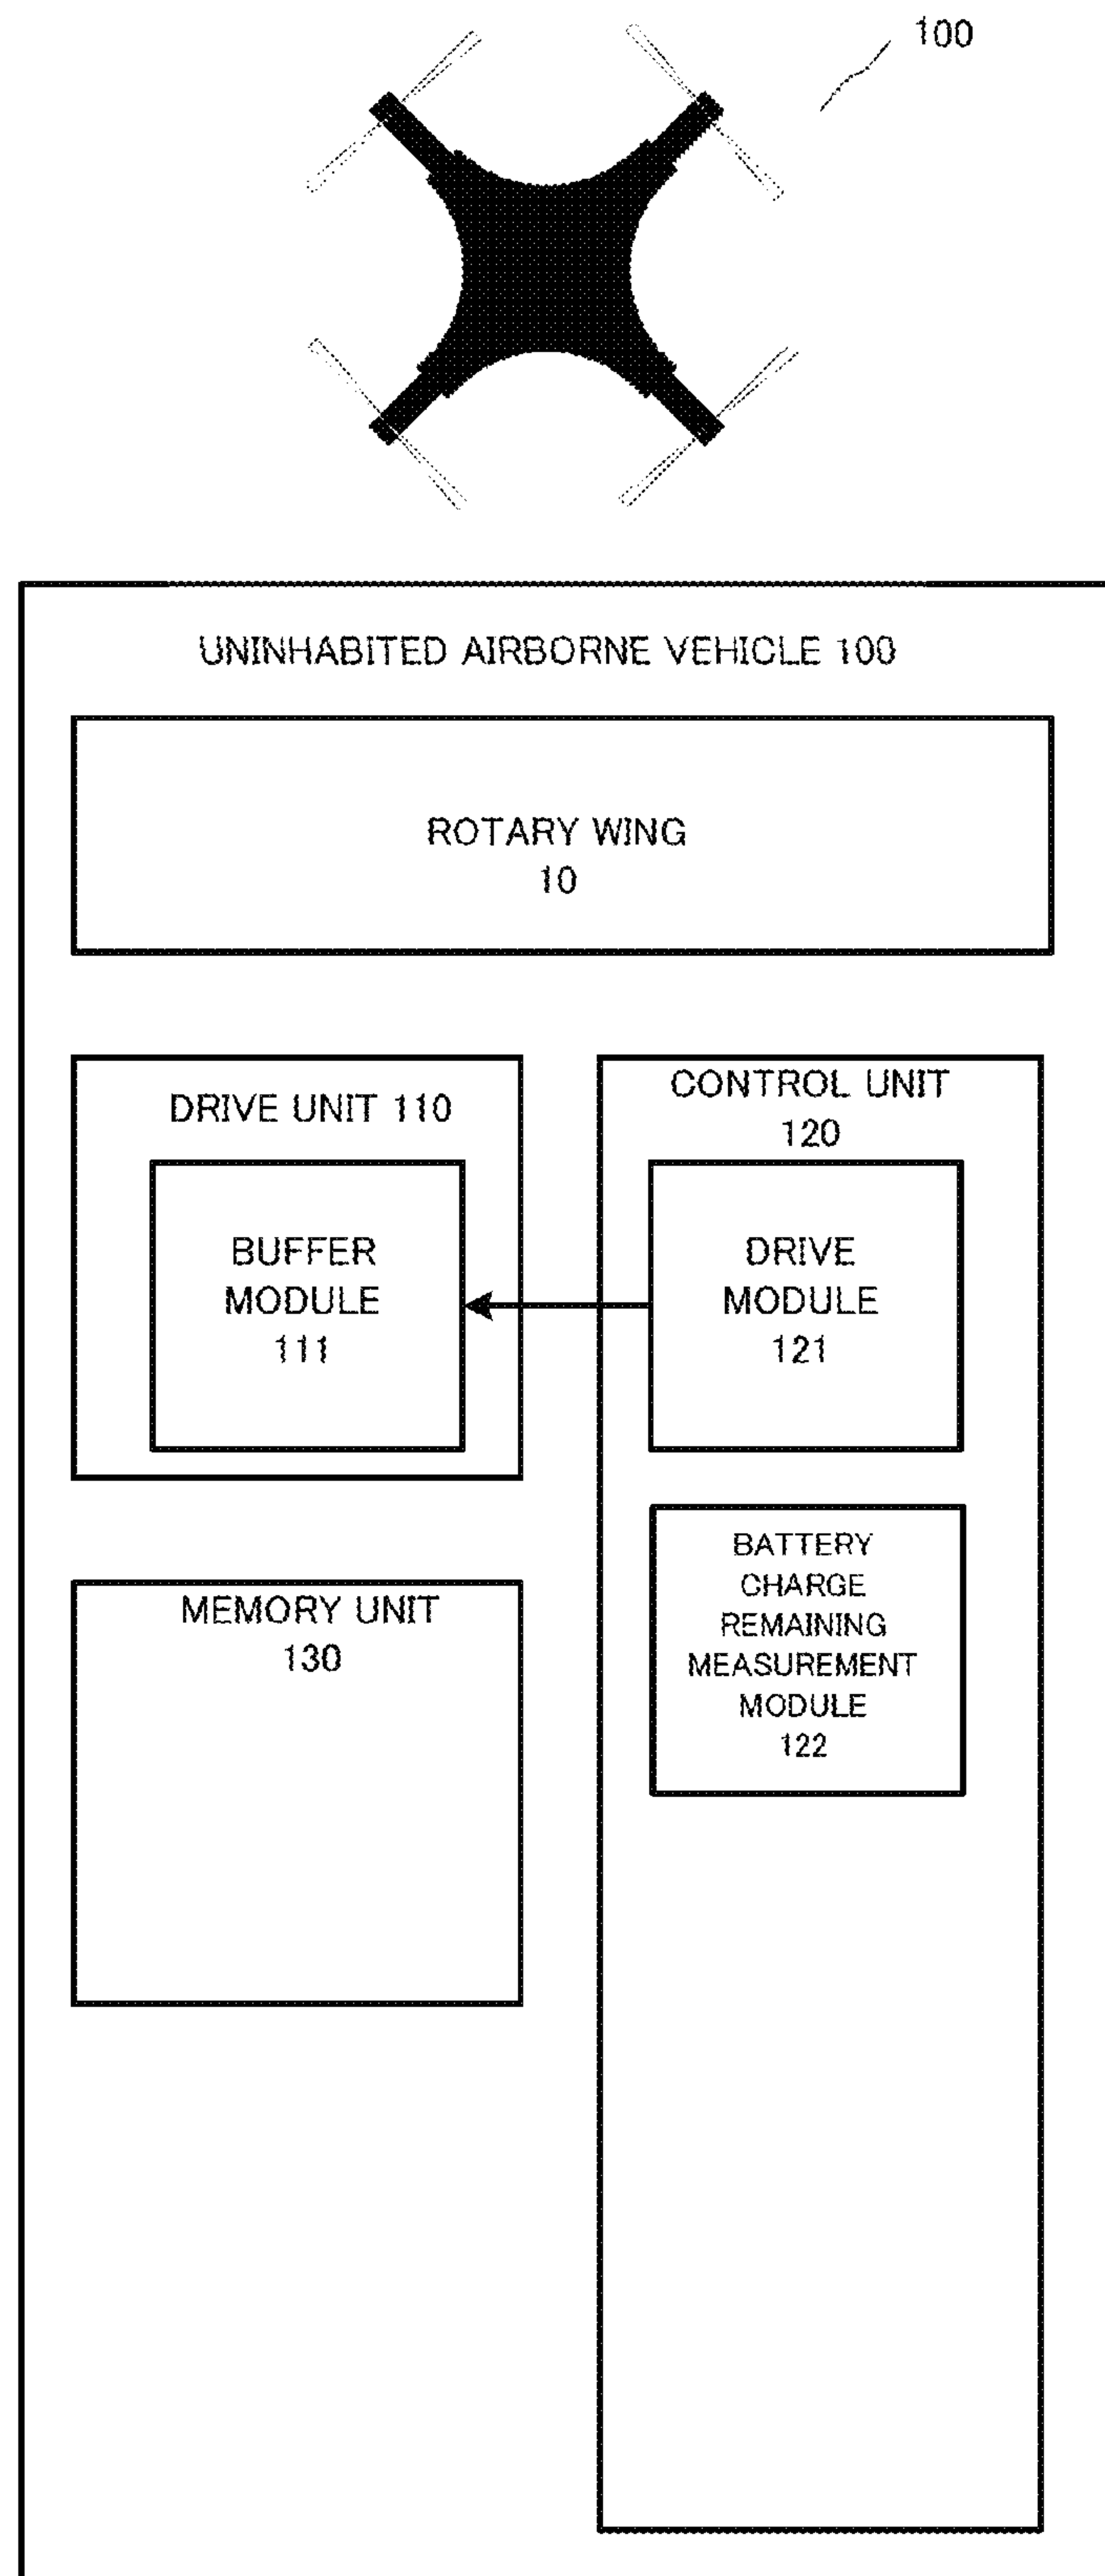 100
UNINHABITED AIRBORNE VEHICLE 100
ROTARY WING
10
DRIVE UNIT 110
BUFFER
MODULE
111
CONTROL UNIT
120
DRIVE
MODULE
121
BATTERY
CHARGE
REMAINING
MEASUREMENT
MODULE
122
MEMORY UNIT
130